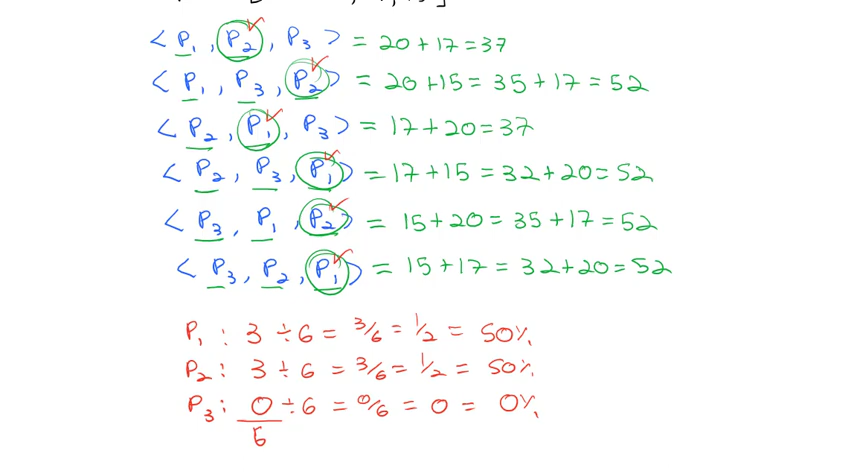 < P₁, P₂, P₃ > = 20 + 17 = 37
< P₁, P₃, P₂ > = 20 + 15 = 35 + 17 = 52
< P₂, P₁, P₃ > = 17 + 20 = 37
< P₂, P₃, P₁ > = 17 + 15 = 32 + 20 = 52
< P₃, P₁, P₂ > = 15 + 20 = 35 + 17 = 52
< P₃, P₂, P₁ > = 15 + 17 = 32 + 20 = 52
P₁ : 3 ÷ 6 = 3/6 = 1/2 = 50%
P₂ : 3 ÷ 6 = 3/6 = 1/2 = 50%
P₃ : 0 ÷ 6 = 0/6 = 0 = 0%
6